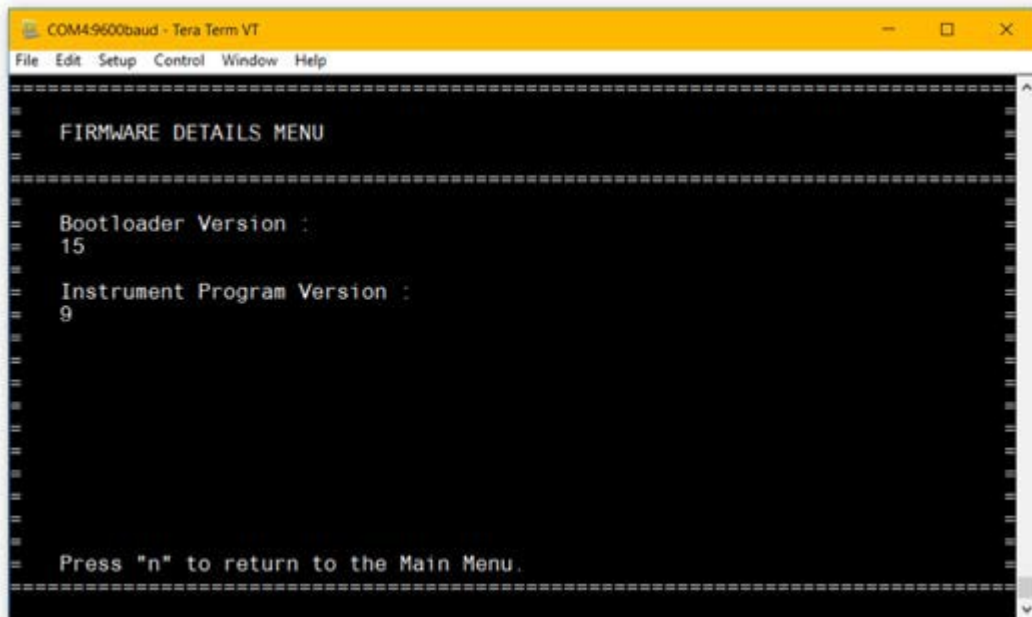 COM4:9600baud - Tera Term VT
File Edit Setup Control Window Help
================================================================================
FIRMWARE DETAILS MENU
================================================================================
Bootloader Version :
15
Instrument Program Version :
9
Press "n" to return to the Main Menu.
================================================================================